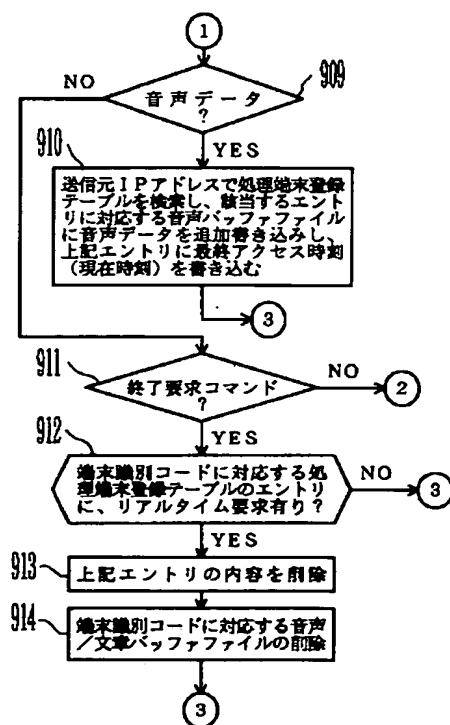 1
909
NO
音声データ
?
910
YES
送信元IPアドレスで処理端末登録
テーブルを検索し、該当するエント
リに対応する音声バッファファイル
に音声データを追加書き込みし、
上記エントリに最終アクセス時刻
(現在時刻)を書き込む
3
911
終了要求コマンド
?
NO
2
912
YES
端末識別コードに対応する処
理端末登録テーブルのエントリ
に、リアルタイム要求有り?
NO
3
YES
913
上記エントリの内容を削除
914
端末識別コードに対応する音声
/文章バッファファイルの削除
3